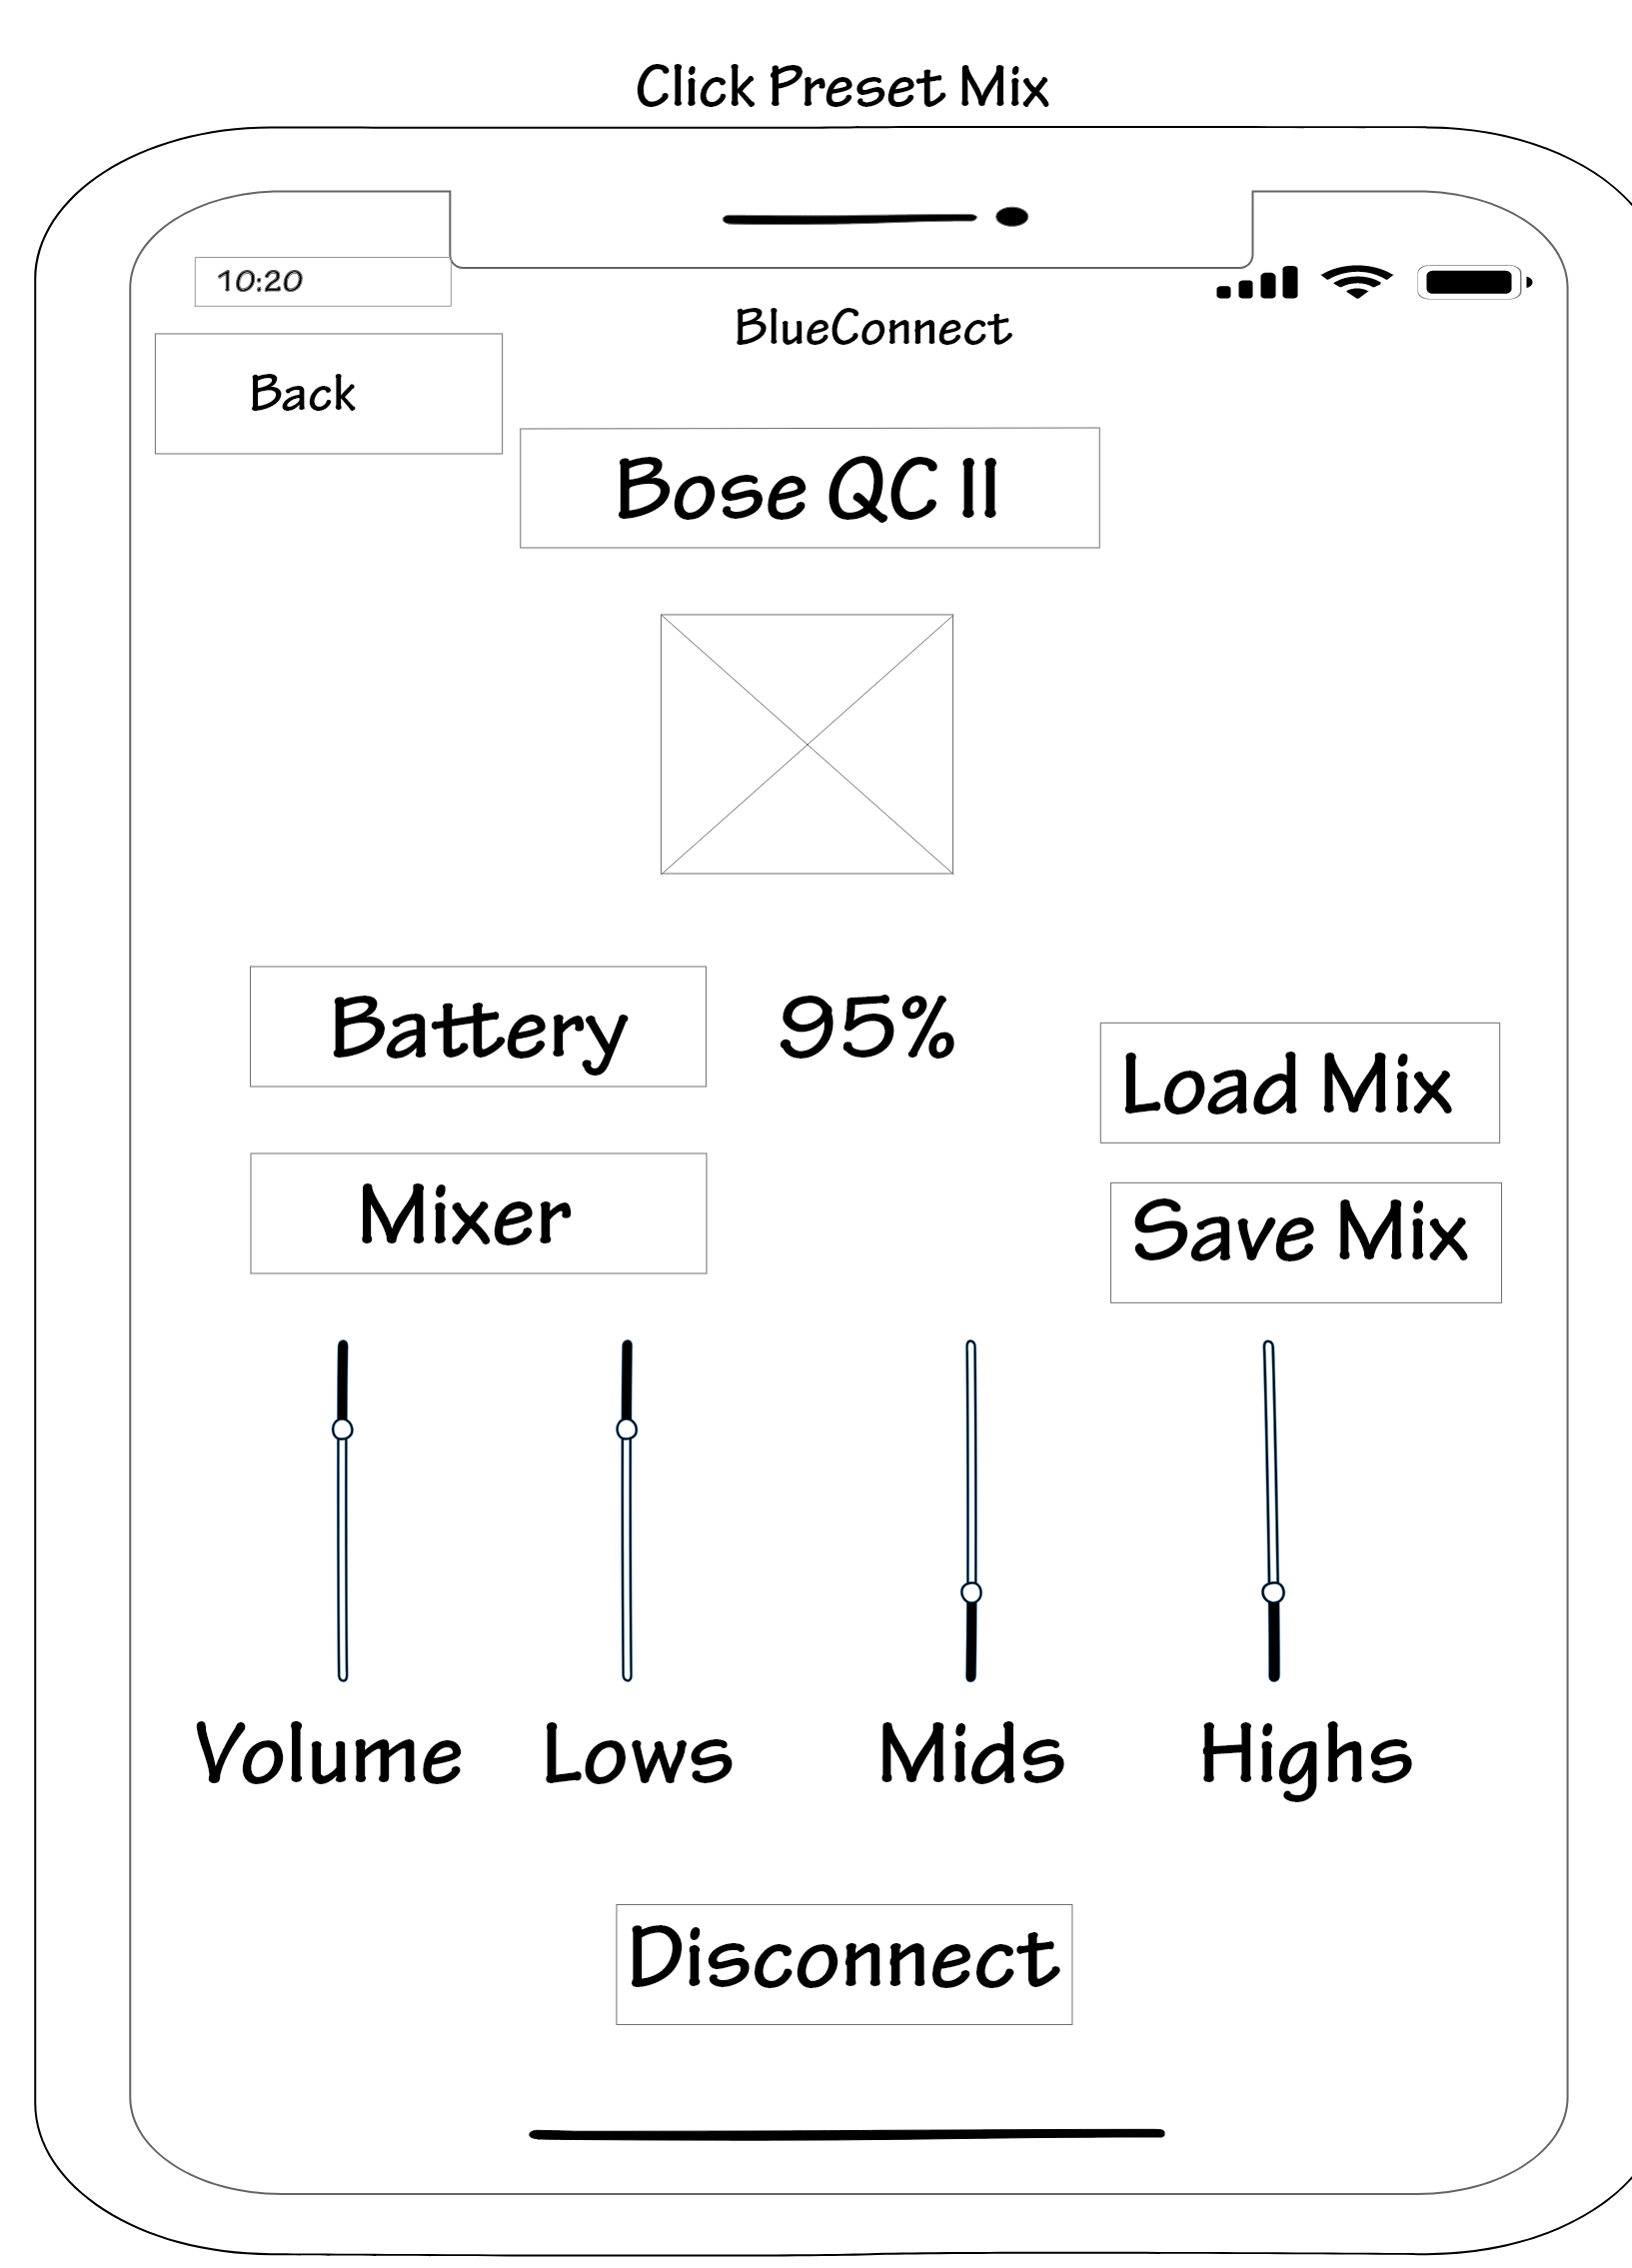 Click Preset Mix
10:20
BlueConnect
Back
Bose QC II
Battery 95%
Load Mix
Mixer
Save Mix
Volume Lows Mids Highs
Disconnect